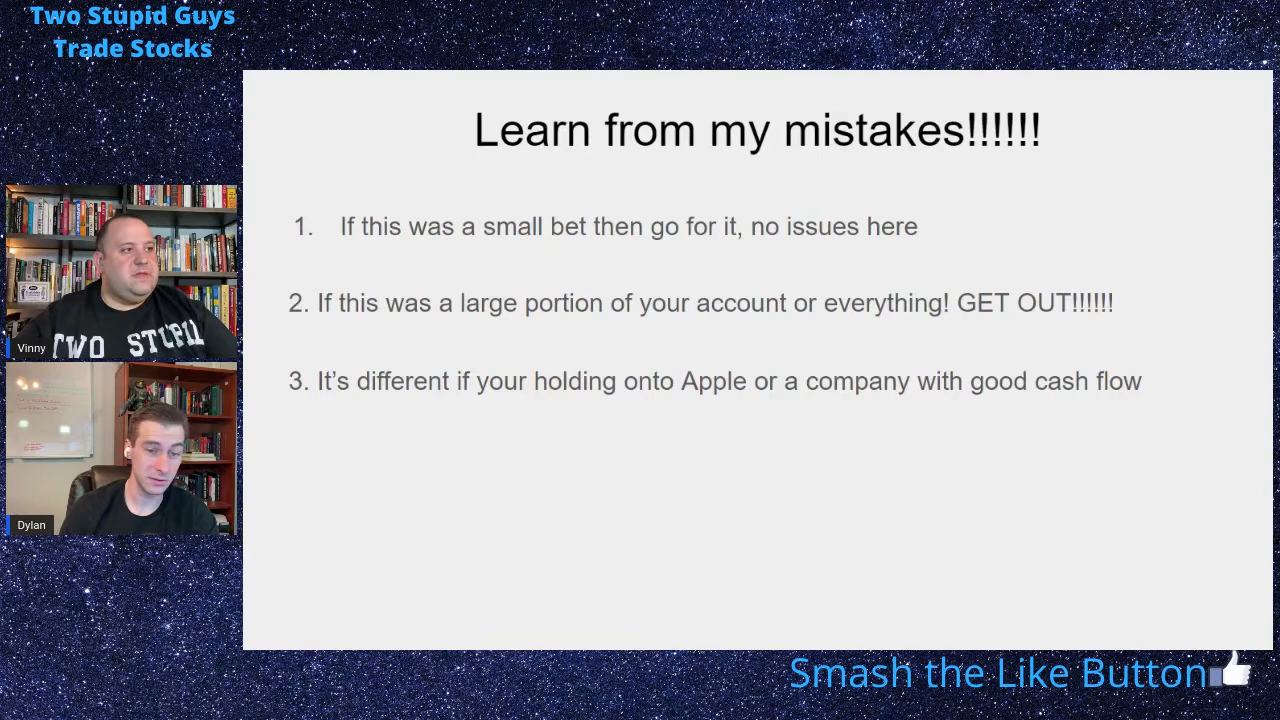 Two Stupid Guys
Trade Stocks
Learn from my mistakes!!!!!!
1. If this was a small bet then go for it, no issues here
2. If this was a large portion of your account or everything! GET OUT!!!!!!
3. It’s different if your holding onto Apple or a company with good cash flow
TWO STUPID
Vinny
Dylan
Smash the Like Button